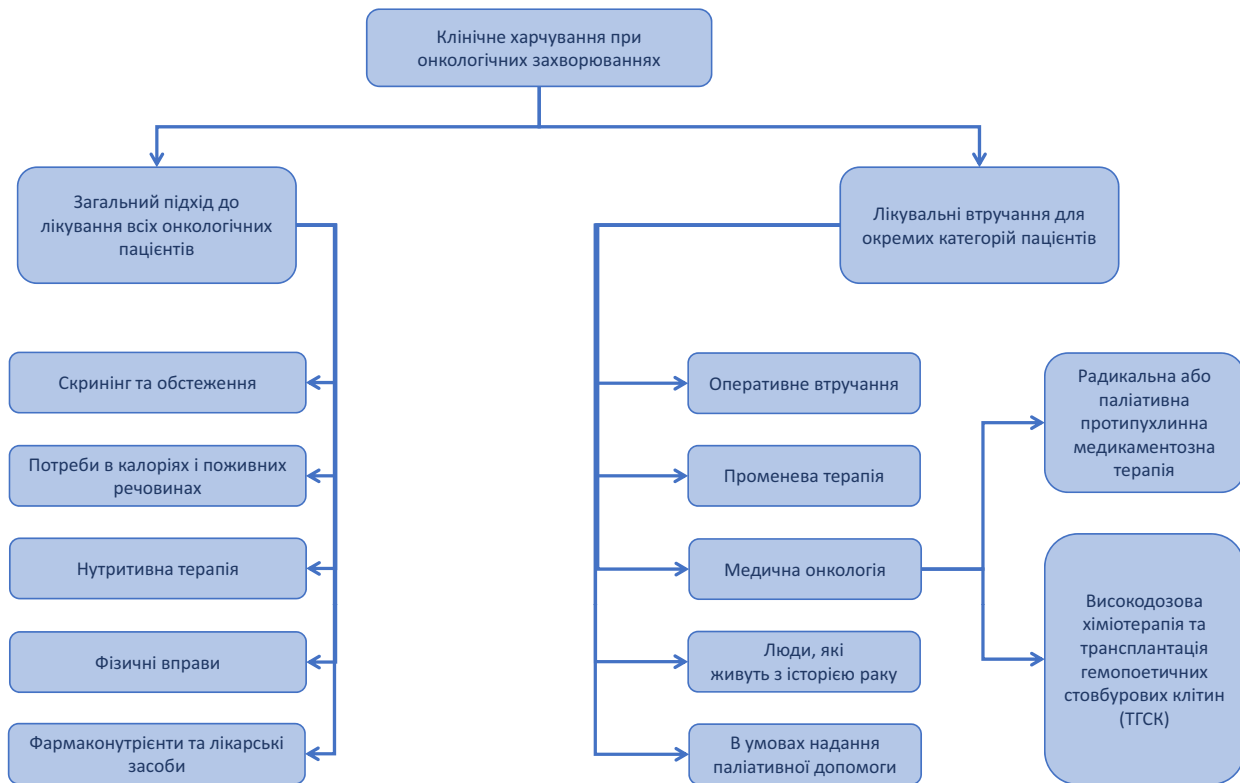 Клінічне харчування при
онкологічних захворюваннях
Загальний підхід до
лікування всіх онкологічних
пацієнтів
Лікувальні втручання для
окремих категорій пацієнтів
Скринінг та обстеження
Потреби в калоріях і поживних
речовинах
Нутритивна терапія
Фізичні вправи
Фармаконутрієнти та лікарські
засоби
Оперативне втручання
Променева терапія
Медична онкологія
Люди, які
живуть з історією раку
В умовах надання
паліативної допомоги
Радикальна або
паліативна
протипухлинна
медикаментозна
терапія
Високодозова
хіміотерапія та
трансплантація
гемопоетичних
стовбурових клітин
(ТГСК)